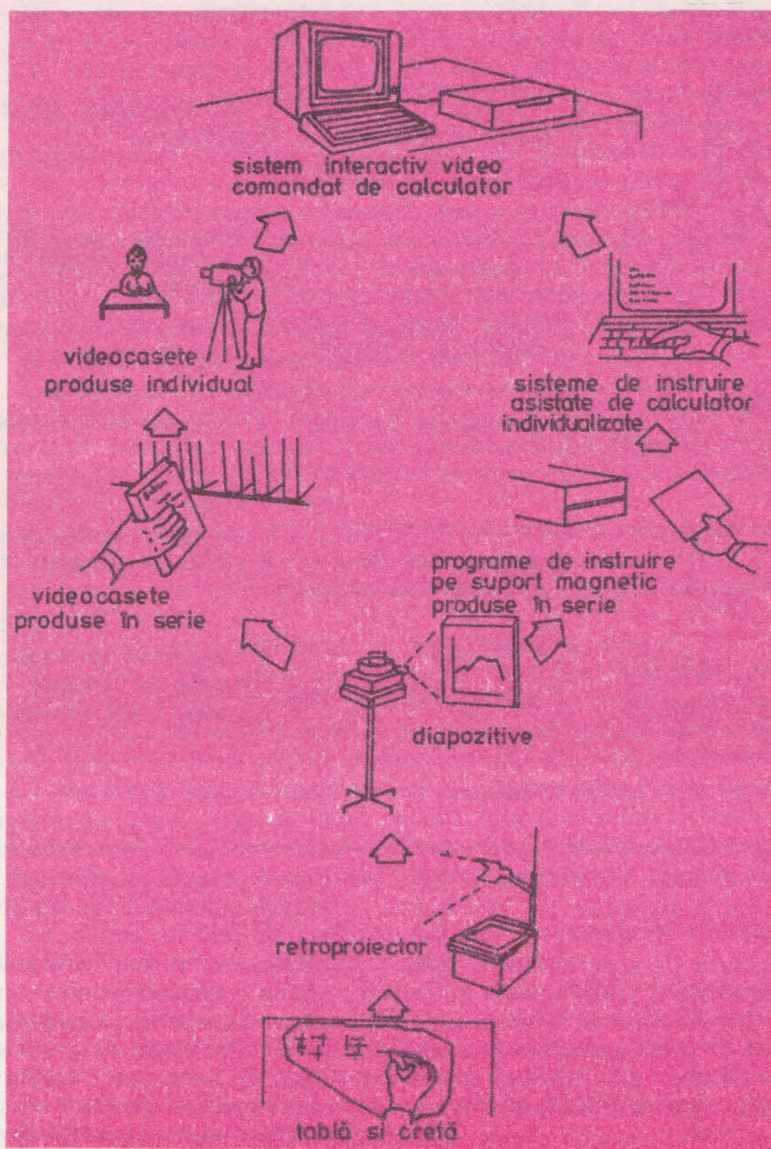 sistem interactiv video
comandat de calculator
videocasete
produse individual
sisteme de instruire
asistate de calculator
individualizate
videocasete
produse în serie
programe de instruire
pe suport magnetic
produse în serie
diapozitive
retroproiector
tablă si cretă